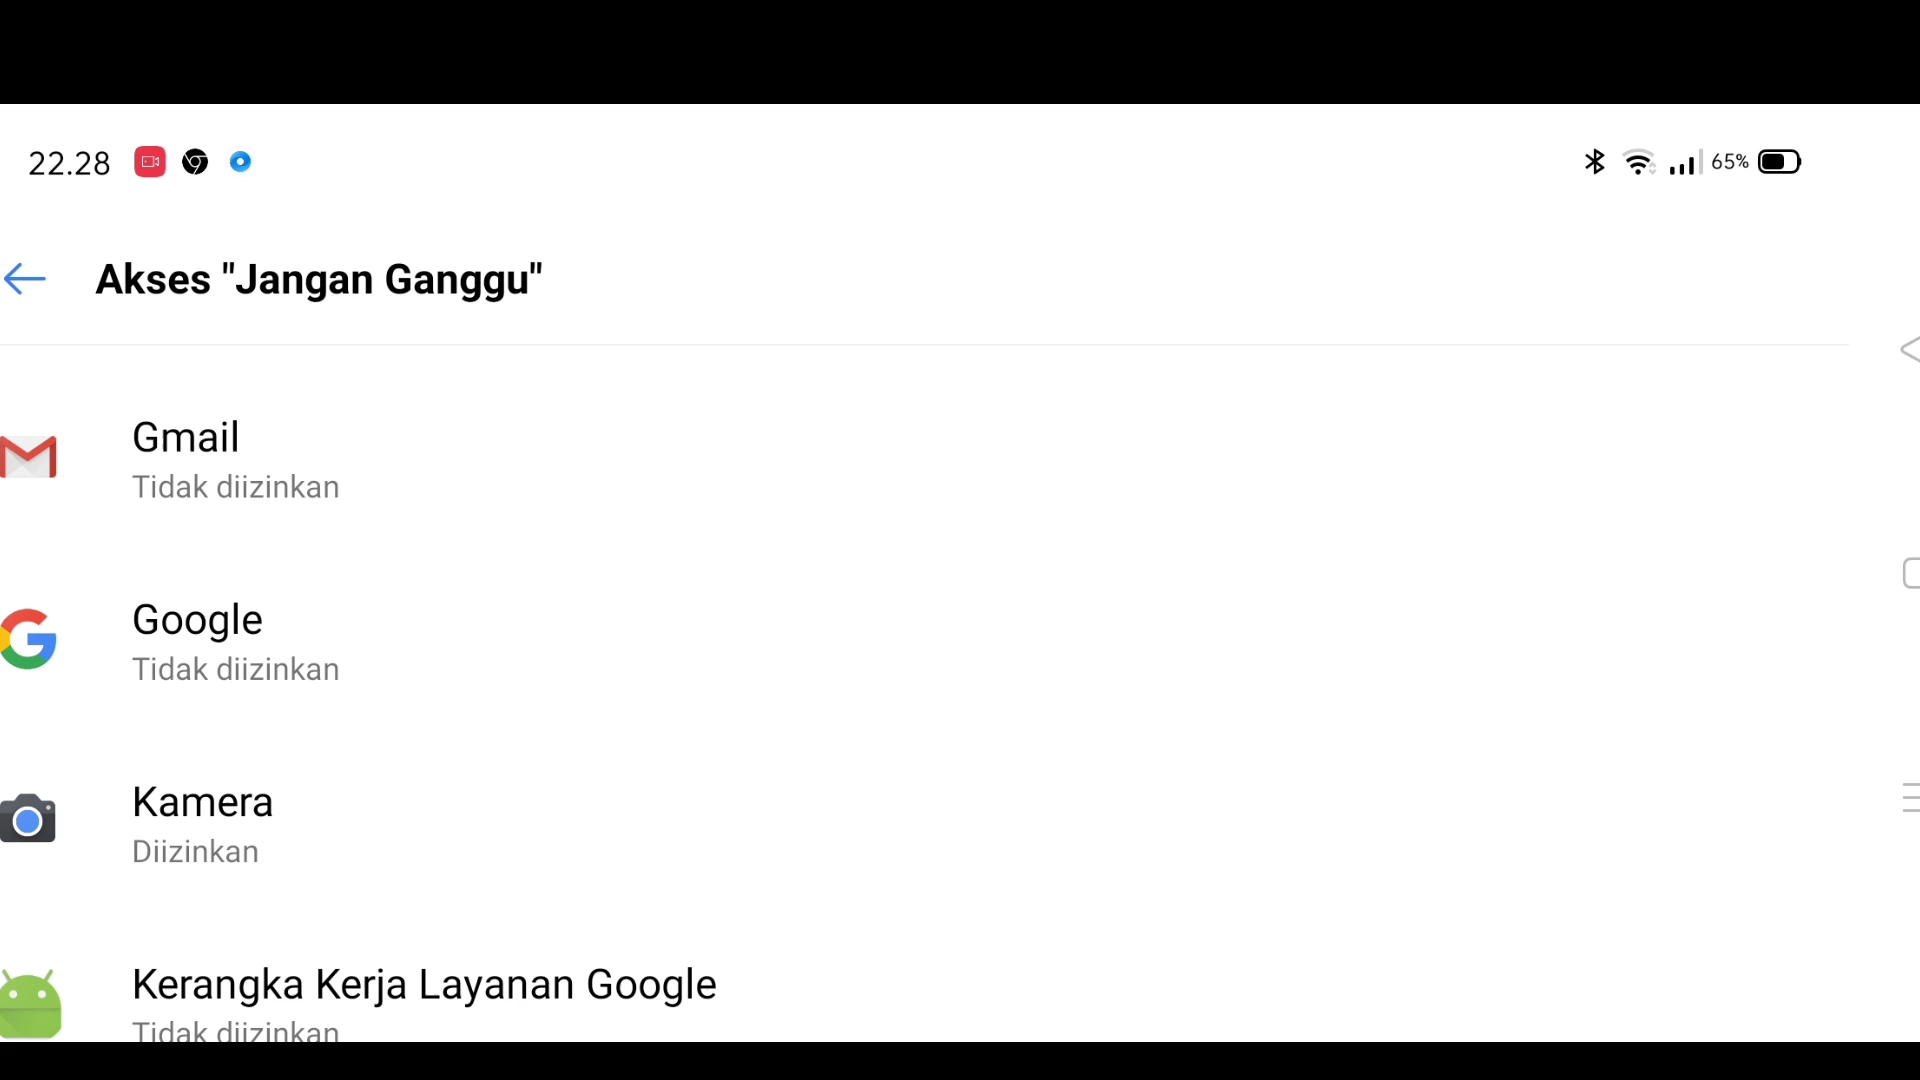 22.28
65%
Akses "Jangan Ganggu"
Gmail
Tidak diizinkan
Google
Tidak diizinkan
Kamera
Diizinkan
Kerangka Kerja Layanan Google
Tidak diizinkan